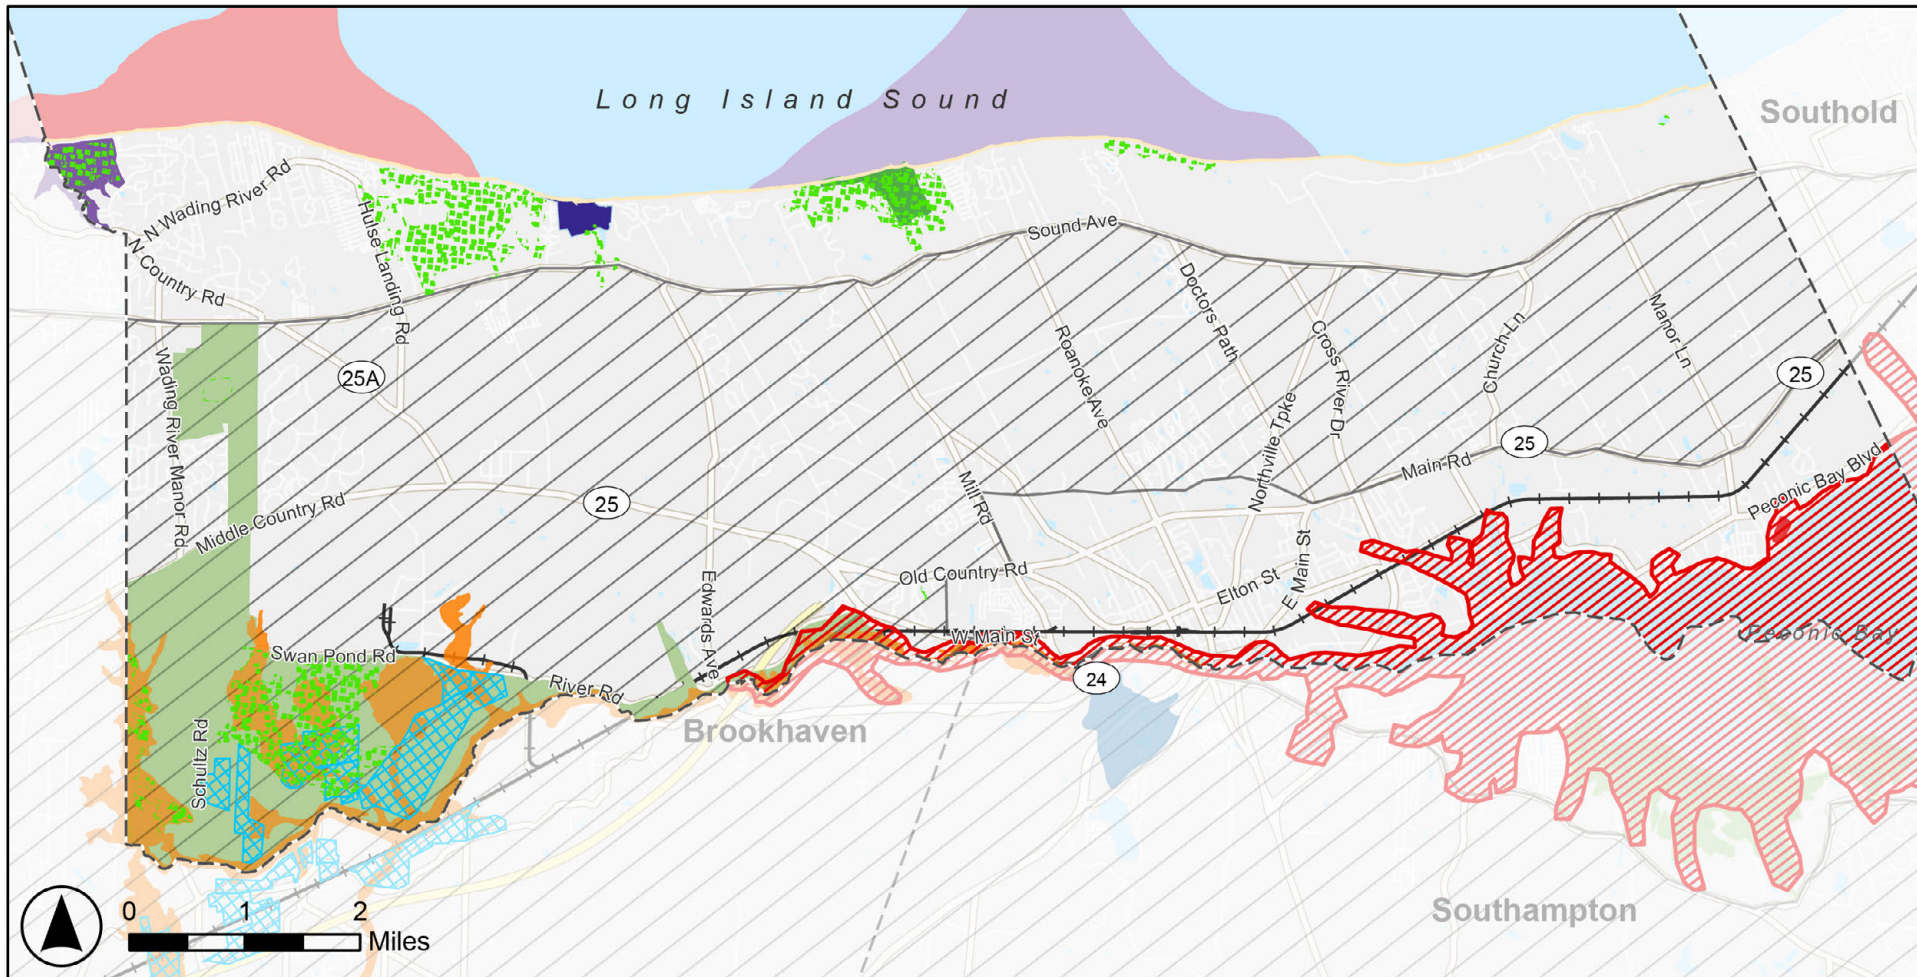 Long Island Sound
Southold
N Wading River Rd
Hulse Landing Rd
N Country Rd
Sound Ave
Doctors Path
Cross River Dr
Church Ln
Manor Ln
Wading River Manor Rd
25A
Roanoke Ave
Northville Tpke
25
25
Main Rd
Mill Rd
Middle Country Rd
25
Peconic Bay Blvd
Old Country Rd
Edwards Ave
Elton St
E Main St
W Main St
Peconic Bay
Swan Pond Rd
River Rd
24
Schultz Rd
Brookhaven
Southampton
0 1 2
Miles